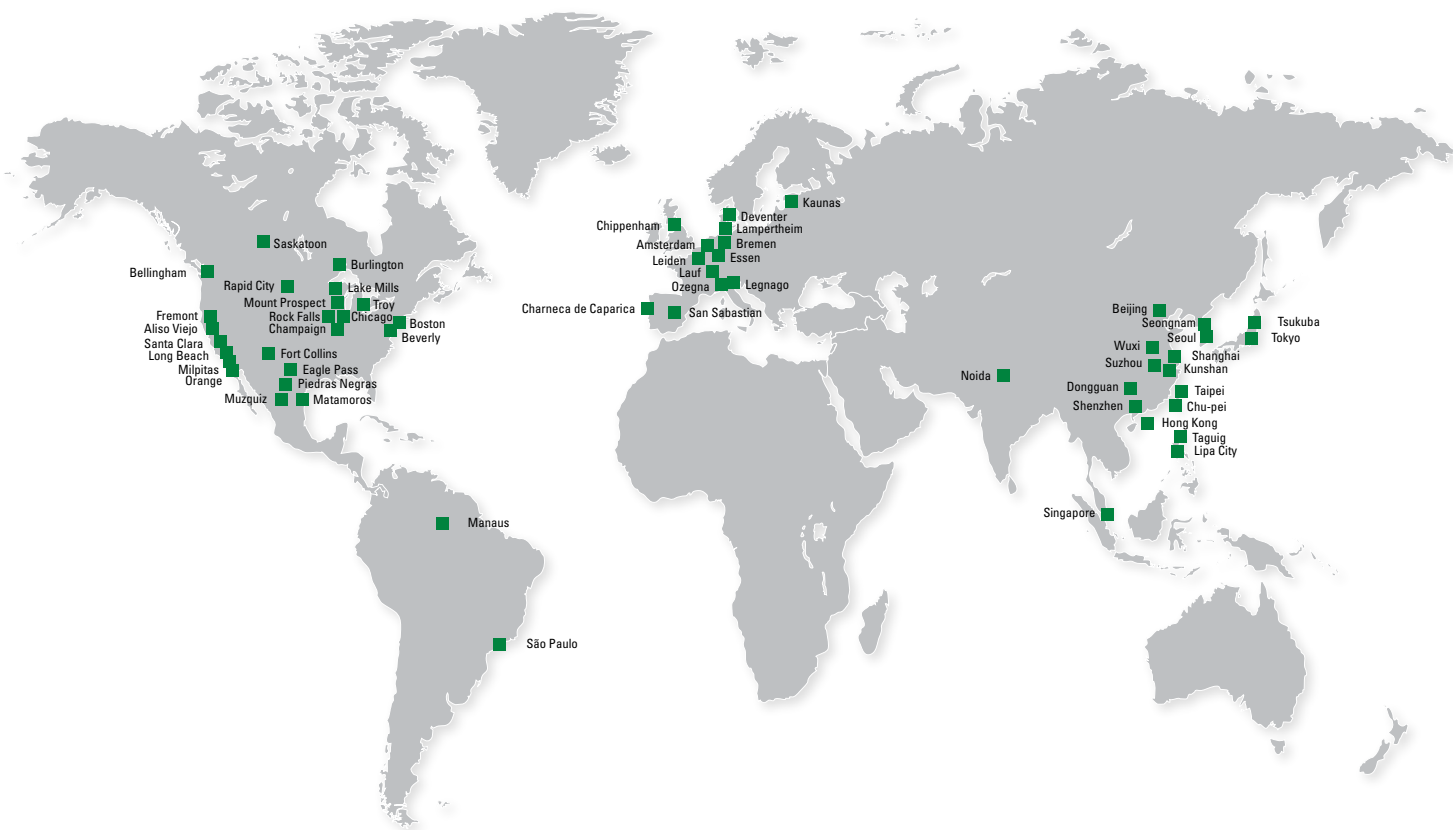 Saskatoon
Bellingham
Burlington
Rapid City
Lake Mills
Mount Prospect
Troy
Fremont
Rock Falls
Chicago
Aliso Viejo
Champaign
Boston
Beverly
Santa Clara
Long Beach
Fort Collins
Milpitas
Eagle Pass
Orange
Piedras Negras
Muzquiz
Matamoros
Manaus
São Paulo
Kaunas
Chippenham
Deventer
Lampertheim
Amsterdam
Bremen
Leiden
Essen
Lauf
Ozegna
Legnago
Charneca de Caparica
San Sabastian
Noida
Beijing
Seongnam
Tsukuba
Seoul
Tokyo
Wuxi
Shanghai
Suzhou
Kunshan
Dongguan
Taipei
Shenzhen
Chu-pei
Hong Kong
Taguig
Lipa City
Singapore